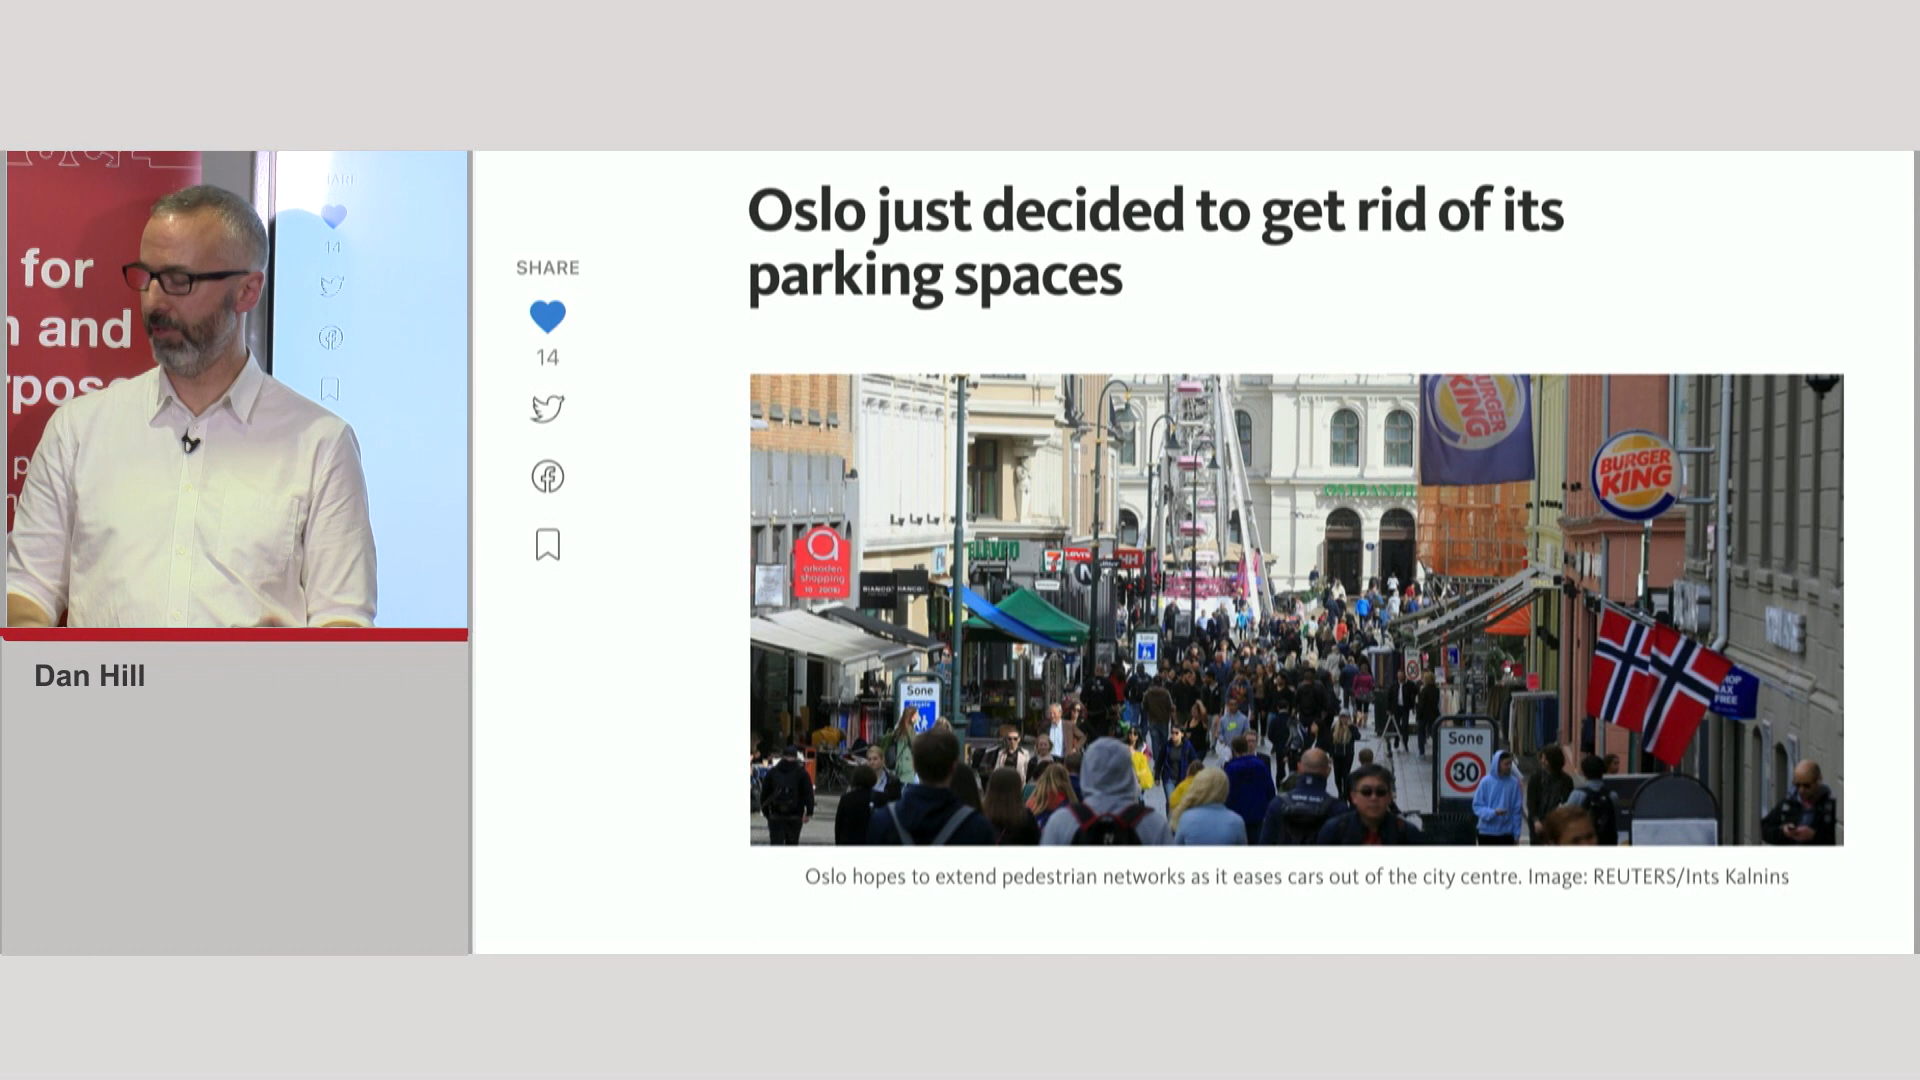 for
and
Dan Hill
SHARE
14
Oslo just decided to get rid of its
parking spaces
BURGER
KING
BURGER
KING
arkaden
shopping
Sone
Sone
30
Oslo hopes to extend pedestrian networks as it eases cars out of the city centre. Image: REUTERS/Ints Kalnins